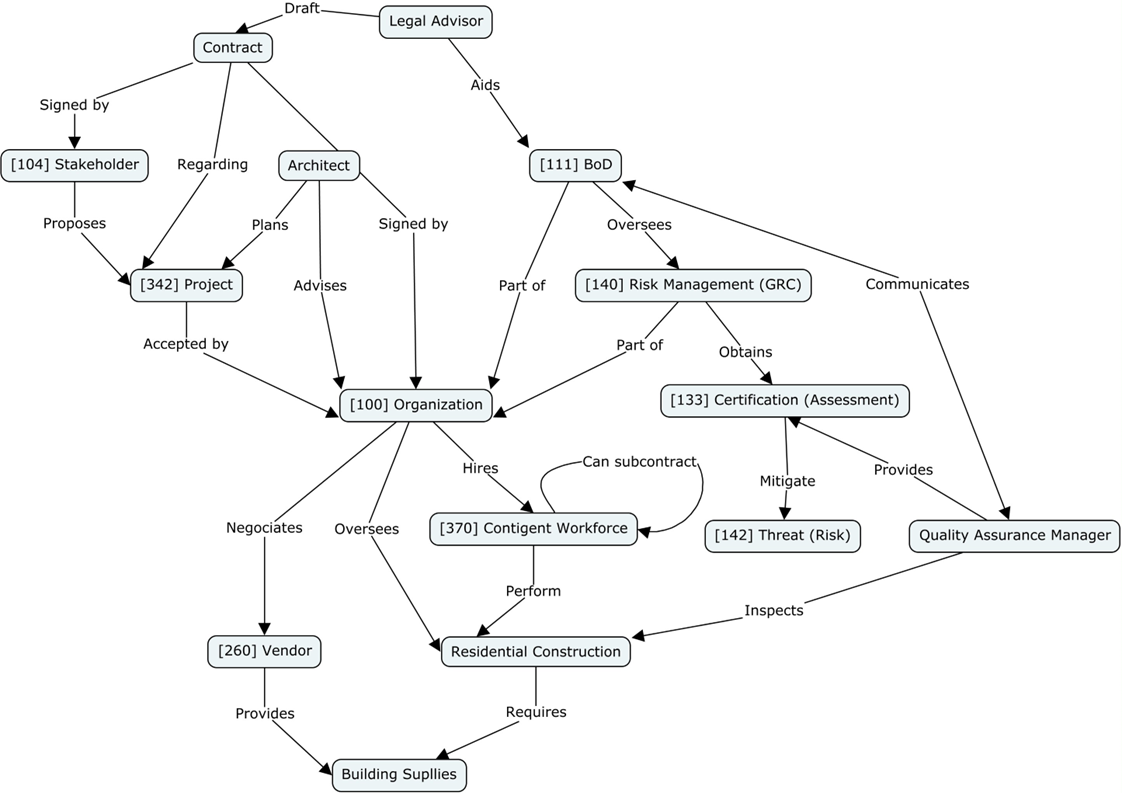 Draft
Legal Advisor
Contract
Aids
Signed by
[104] Stakeholder
Regarding
Architect
[111] BoD
Proposes
Plans
Signed by
Oversees
[342] Project
Advises
Part of
[140] Risk Management (GRC)
Communicates
Accepted by
Part of
Obtains
[100] Organization
[133] Certification (Assessment)
Hires
Can subcontract
Mitigate
Provides
Negociates
Oversees
[370] Contigent Workforce
[142] Threat (Risk)
Quality Assurance Manager
Perform
Inspects
[260] Vendor
Residential Construction
Provides
Requires
Building Supllies